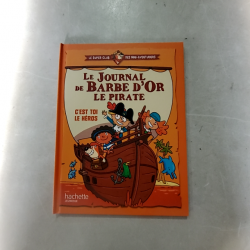 LE JOURNAL
DE BARBE D'OR
LE PIRATE
C'EST TOI
LE HÉROS
hachette